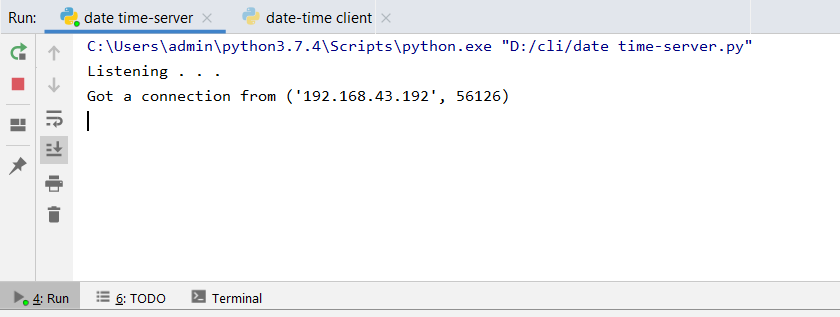 Run: date time-server date-time client
C:\Users\admin\python3.7.4\Scripts\python.exe "D:/cli/date time-server.py"
Listening . . .
Got a connection from ('192.168.43.192', 56126)
4: Run 6: TODO Terminal